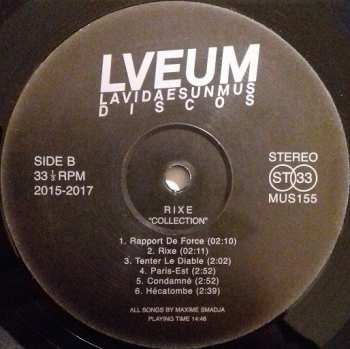 LVEUM
LAVIDAESUNMUS
DISCOS
SIDE B
33 ⅓ RPM
2015-2017
STEREO
ST 33
MUS155
RIXE
"COLLECTION"
1. Rapport De Force (02:10)
2. Rixe (02:11)
3. Tenter Le Diable (2:02)
4. Paris-Est (2:52)
5. Condamné (2:52)
6. Hécatombe (2:39)
ALL SONGS BY MAXIME SMADJA
PLAYING TIME 14:46